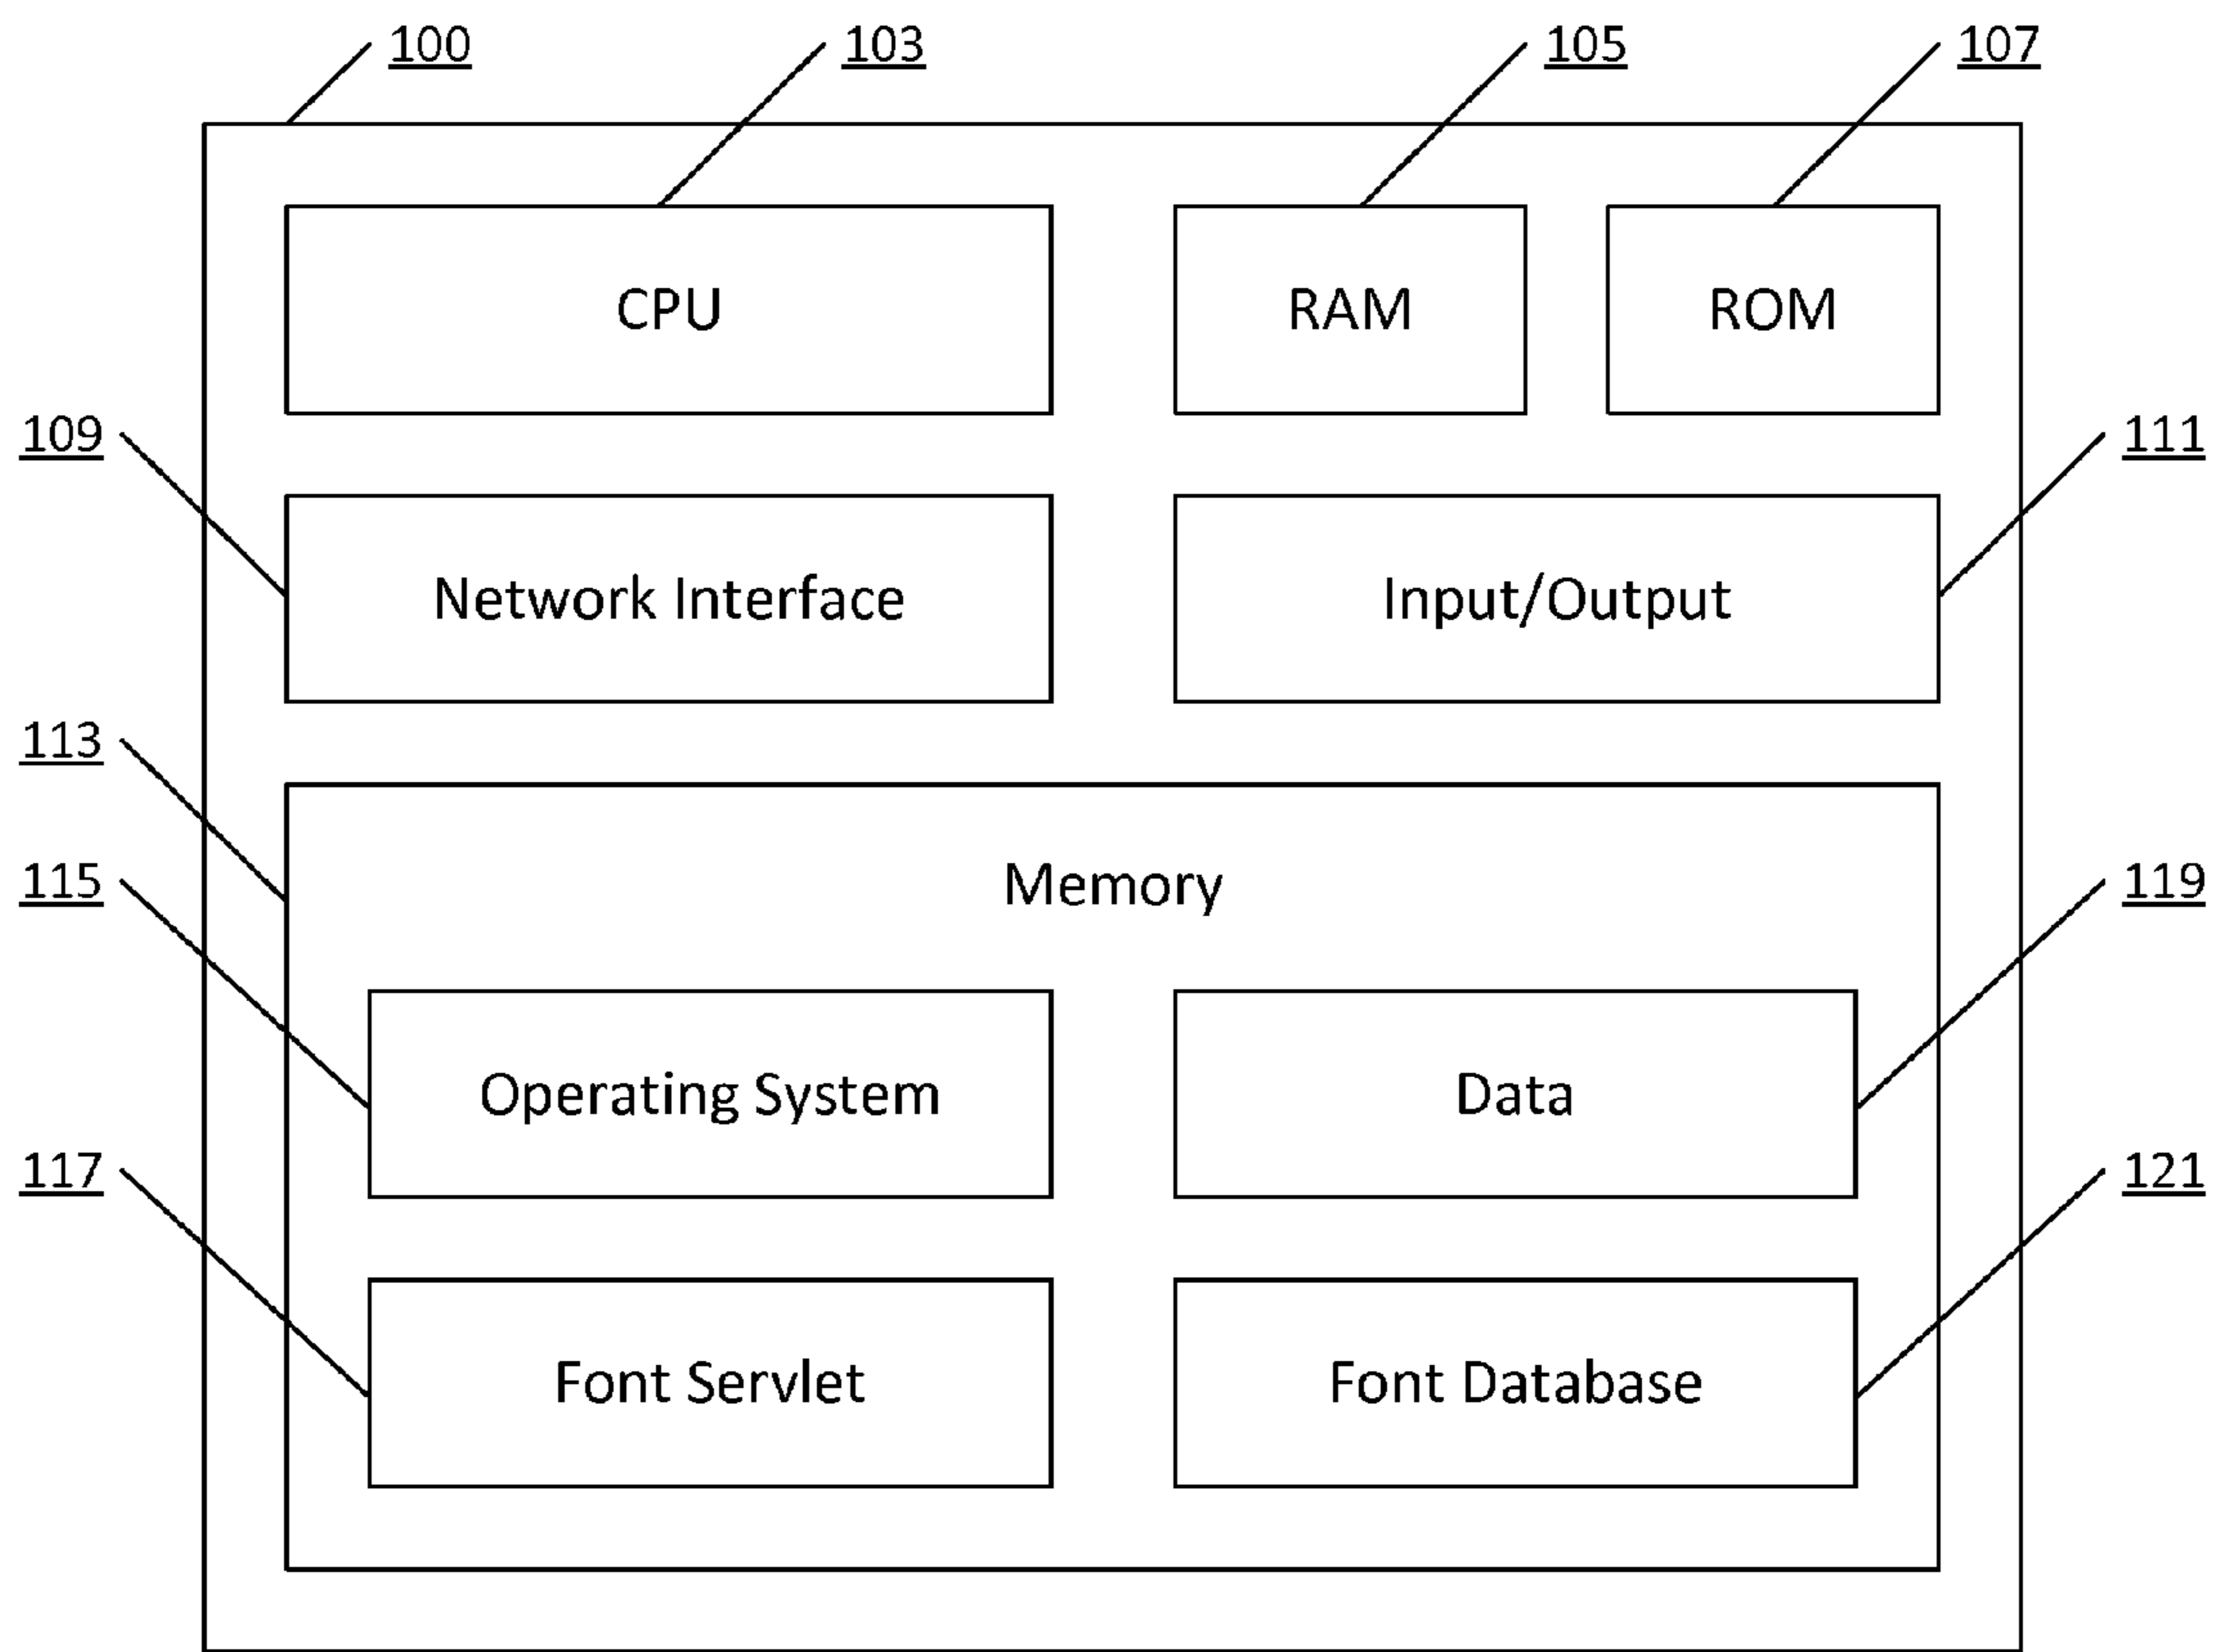 100
103
105
107
CPU
RAM
ROM
109
111
Network Interface
Input/Output
113
Memory
115
119
Operating System
Data
117
121
Font Servlet
Font Database